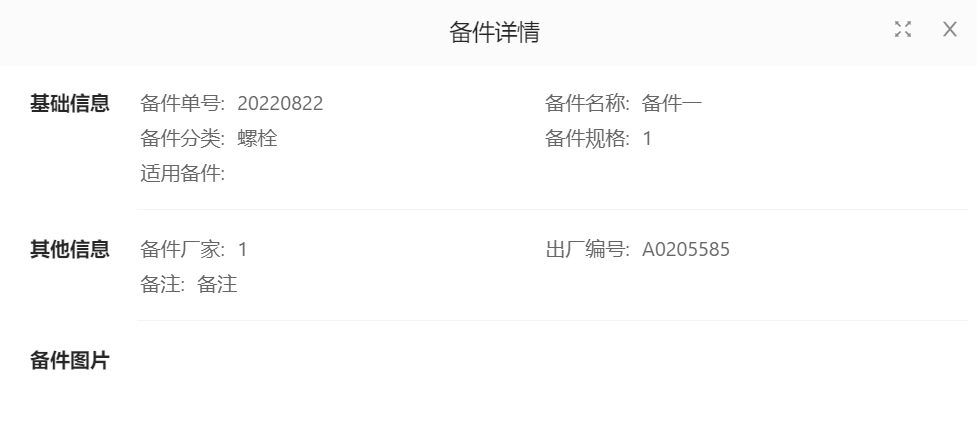 备件详情
基础信息 备件单号: 20220822 备件名称: 备件一
备件分类: 螺栓 备件规格: 1
适用备件:
其他信息 备件厂家: 1 出厂编号: A0205585
备注: 备注
备件图片